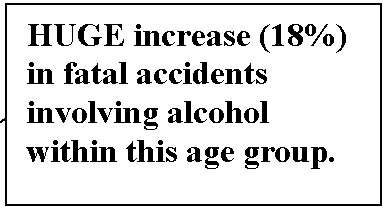 HUGE increase (18%)
in fatal accidents
involving alcohol
within this age group.